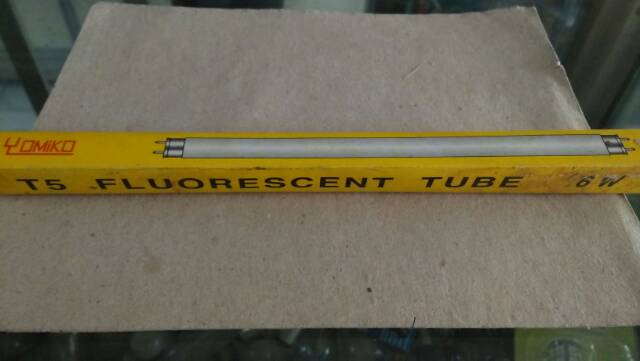 YOMIKO
T5 FLUORESCENT TUBE 6W